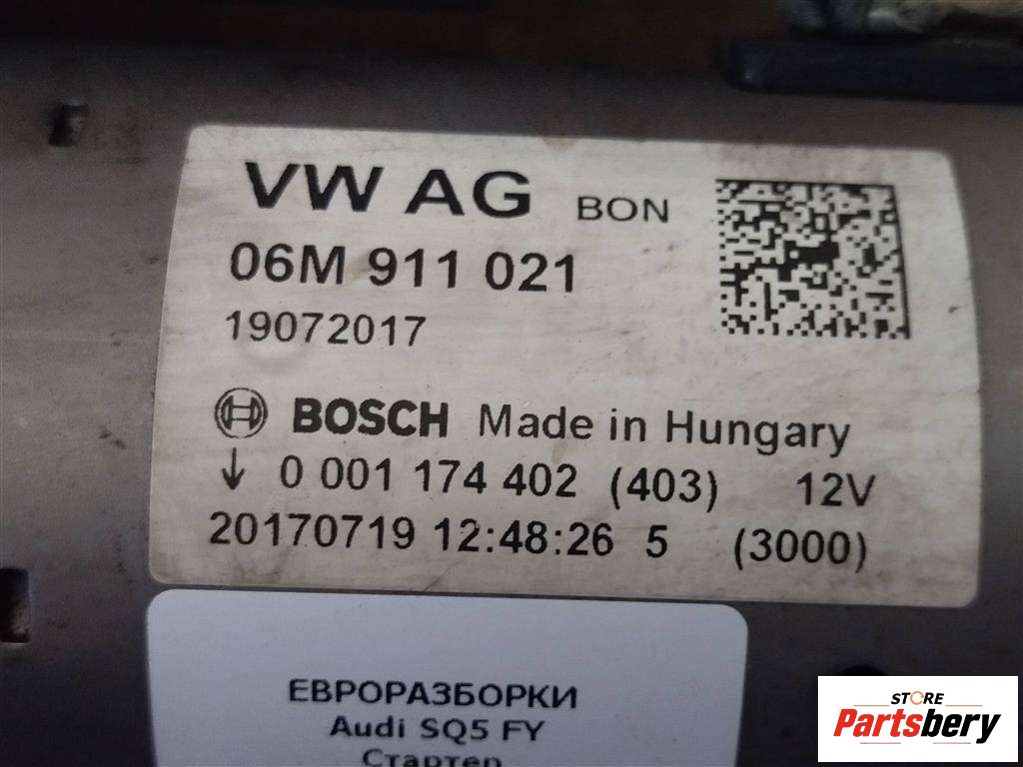 VW AG BON
06M 911 021
19072017
BOSCH Made in Hungary
↓ 0 001 174 402 (403) 12V
20170719 12:48:26 5 (3000)
ЕВРОРАЗБОРКИ
Audi SQ5 FY
Стартер
STORE
Partsbery